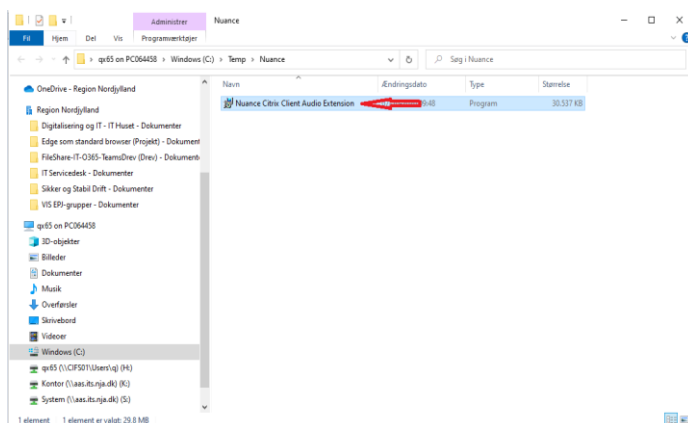 Administrer
Nuance
Fil
Hjem
Del
Vis
Programværktøjer
qx65 on PC064458 > Windows (C:) > Temp > Nuance
Søg i Nuance
Navn
Ændringsdato
Type
Størrelse
OneDrive - Region Nordjylland
Nuance Citrix Client Audio Extension
9:48
Program
30.537 KB
Region Nordjylland
Digitalisering og IT - IT Huset - Dokumenter
Edge som standard browser (Projekt) - Dokument
FileShare-IT-O365-TeamsDrev (Drev) - Dokument
IT Servicedesk - Dokumenter
Sikker og Stabil Drift - Dokumenter
VIS EPJ-grupper - Dokumenter
qx65 on PC064458
3D-objekter
Billeder
Dokumenter
Musik
Overførsler
Skrivebord
Videoer
Windows (C:)
qx65 (\\CIFS01\Users\q) (H:)
Kontor (\\aas.its.nja.dk) (K:)
System (\\aas.its.nja.dk) (S:)
1 element
1 element er valgt: 29,8 MB